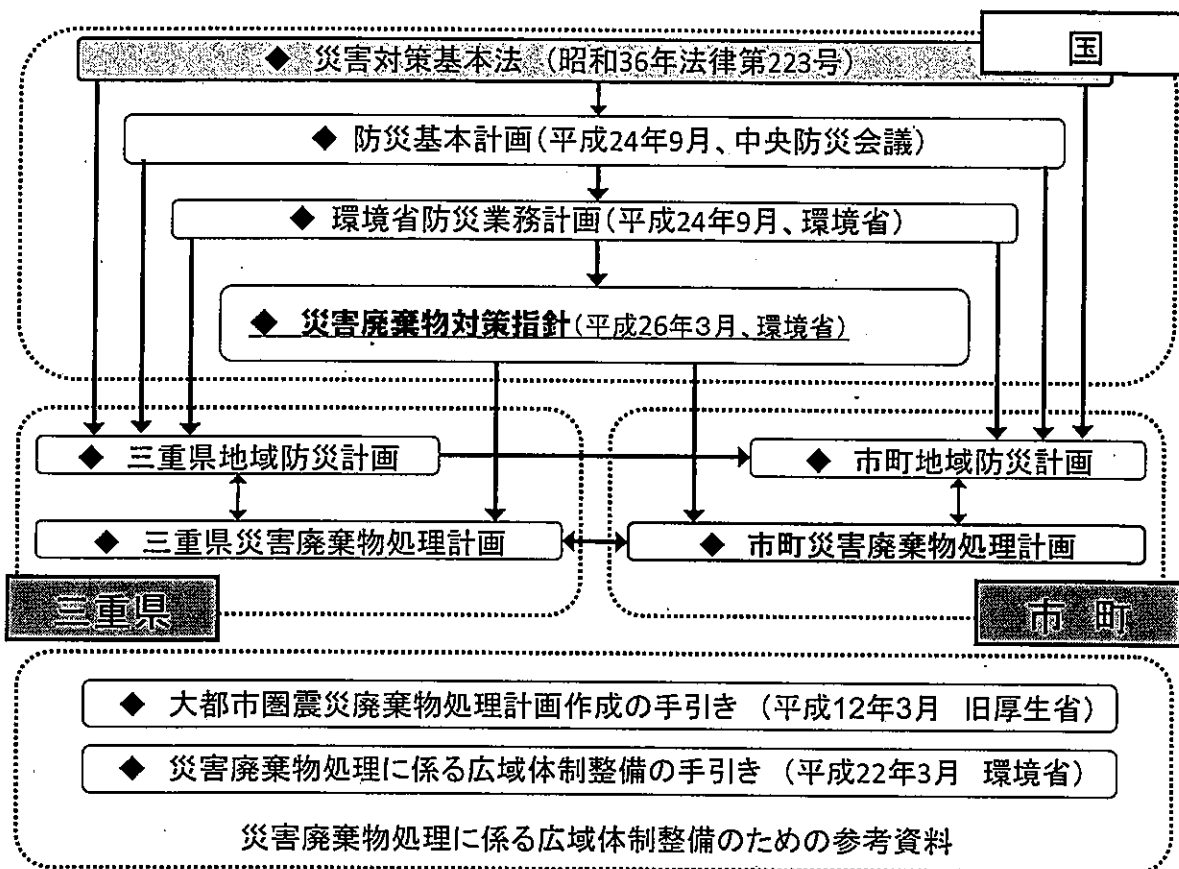 国
◆ 災害対策基本法 (昭和36年法律第223号)
◆ 防災基本計画(平成24年9月、中央防災会議)
◆ 環境省防災業務計画(平成24年9月、環境省)
◆ 災害廃棄物対策指針(平成26年3月、環境省)
◆ 三重県地域防災計画
◆ 市町地域防災計画
◆ 三重県災害廃棄物処理計画
◆ 市町災害廃棄物処理計画
三重県
市 町
◆ 大都市圏震災廃棄物処理計画作成の手引き (平成12年3月 旧厚生省)
◆ 災害廃棄物処理に係る広域体制整備の手引き (平成22年3月 環境省)
災害廃棄物処理に係る広域体制整備のための参考資料